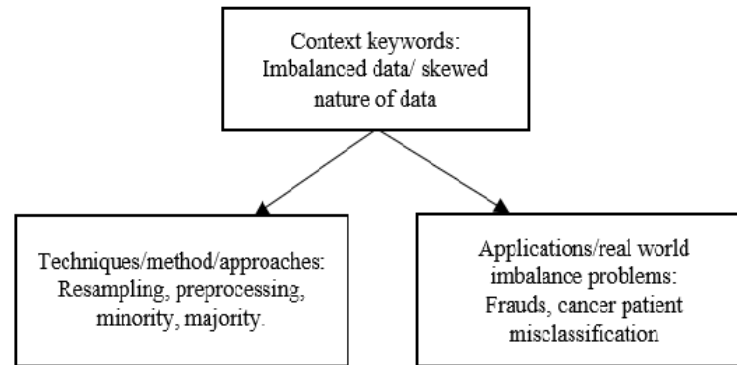 Context keywords:
Imbalanced data/ skewed
nature of data
Techniques/method/approaches:
Resampling, preprocessing,
minority, majority.
Applications/real world
imbalance problems:
Frauds, cancer patient
misclassification